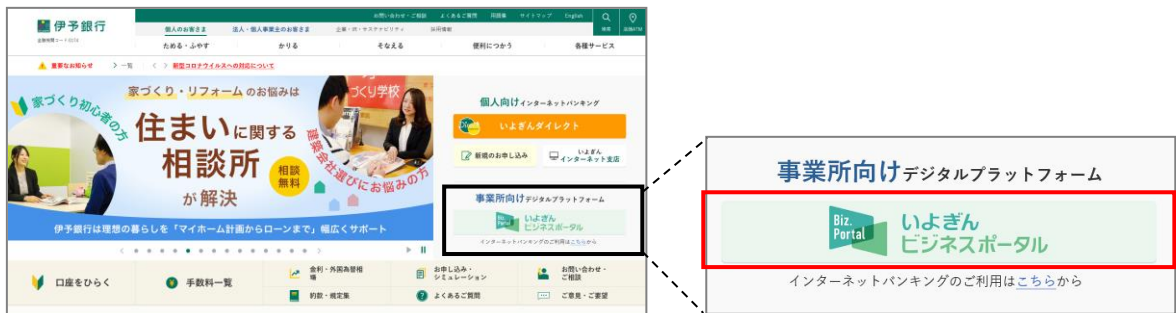 お問い合わせ・ご相談 よくあるご質問 用語集 サイトマップ English
伊予銀行
検索
店舗ATM
個人のお客さま 法人・個人事業主のお客さま 企業・IR・サステナビリティ 採用情報
ためる・ふやす かりる そなえる 便利につかう 各種サービス
重要なお知らせ 一覧 新型コロナウイルスへの対応について
家づくり初心者の方
家づくり・リフォームのお悩みは
住まいに関する
相談所
が解決
相談
無料
づくり学校
建築会社選びにお悩みの方
伊予銀行は理想の暮らしを「マイホーム計画からローンまで」幅広くサポート
個人向けインターネットバンキング
いよぎんダイレクト
新規のお申し込み
いよぎん
インターネット支店
事業所向けデジタルプラットフォーム
Biz.
Portal
いよぎん
ビジネスポータル
インターネットバンキングのご利用はこちらから
口座をひらく
手数料一覧
金利・外国為替相
場
お申し込み・
シミュレーション
お問い合わせ・
ご相談
約款・規定集
よくあるご質問
ご意見・ご要望
事業所向けデジタルプラットフォーム
Biz.
Portal
いよぎん
ビジネスポータル
インターネットバンキングのご利用はこちらから